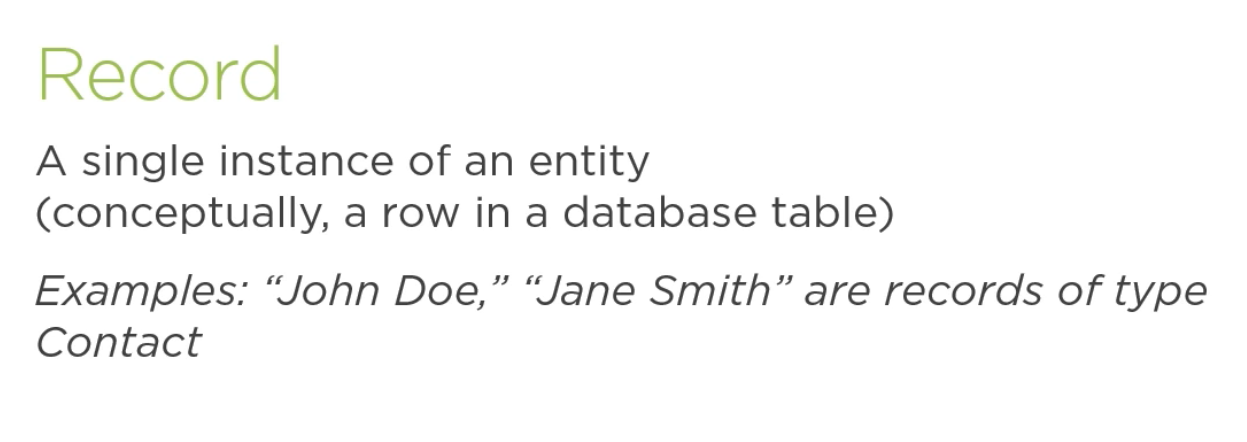 Record
A single instance of an entity
(conceptually, a row in a database table)
Examples: “John Doe,” “Jane Smith” are records of type
Contact